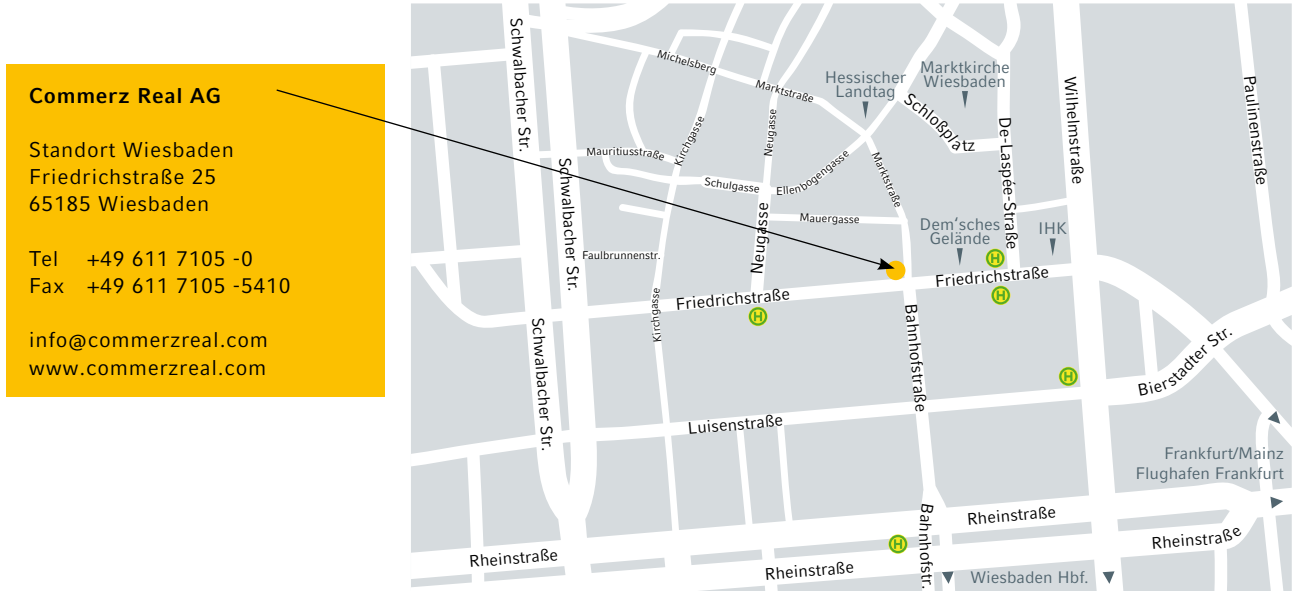 Commerz Real AG
Standort Wiesbaden
Friedrichstraße 25
65185 Wiesbaden
Tel +49 611 7105 -0
Fax +49 611 7105 -5410
info@commerzreal.com
www.commerzreal.com
Schwalbacher Str.
Michelsberg
Marktstraße
Hessischer
Landtag
Marktkirche
Wiesbaden
Schloßplatz
De-Laspée-Straße
Wilhelmstraße
Paulinenstraße
Kirchgasse
Neugasse
Mauritiusstraße
Schulgasse
Ellenbogengasse
Marktstraße
Schwalbacher Str.
Mauergasse
Neugasse
Dem'sches
Gelände
IHK
Faulbrunnenstr.
H
Friedrichstraße
Friedrichstraße
H
H
Kirchgasse
Bahnhofstraße
Schwalbacher Str.
H
Bierstadter Str.
Luisenstraße
Frankfurt/Mainz
Flughafen Frankfurt
Rheinstraße
Bahnhofstr.
H
Rheinstraße
Rheinstraße
Rheinstraße
Wiesbaden Hbf.